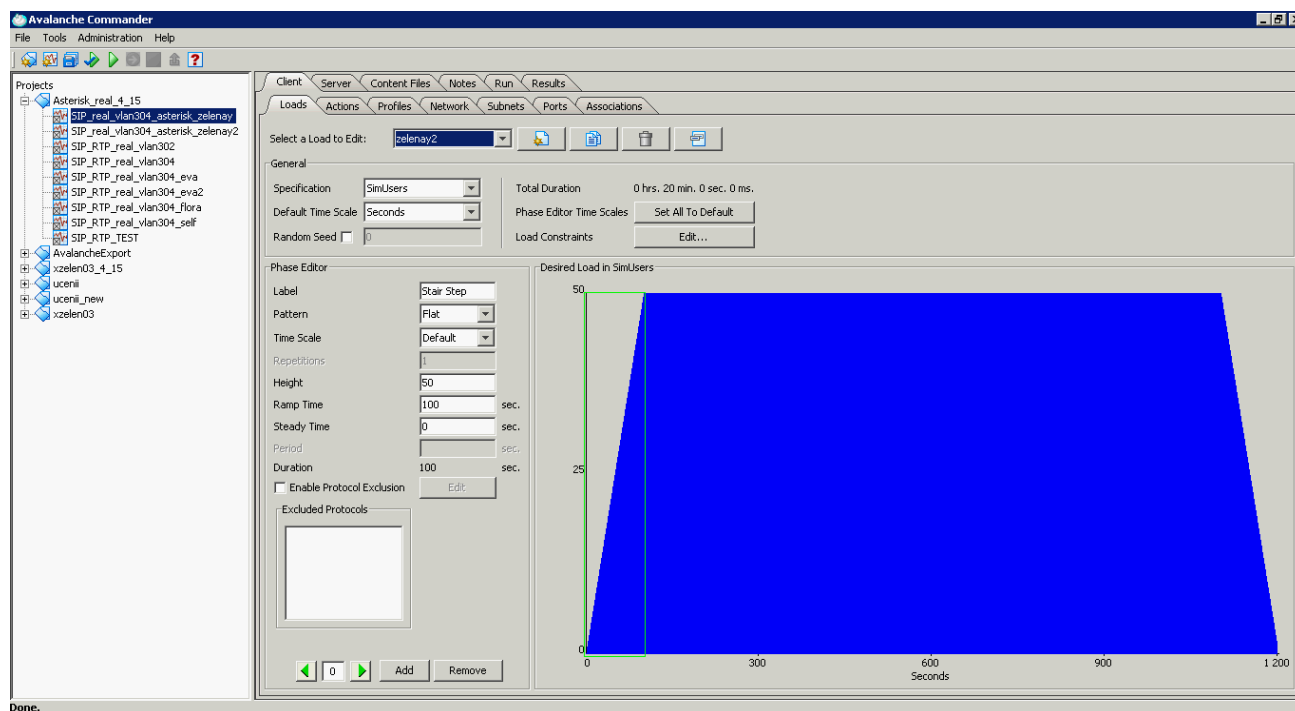 Avalanche Commander
File Tools Administration Help
Projects
Asterisk_real_4_15
SIP_real_vlan304_asterisk_zelenay
SIP_real_vlan304_asterisk_zelenay2
SIP_RTP_real_vlan302
SIP_RTP_real_vlan304
SIP_RTP_real_vlan304_eva
SIP_RTP_real_vlan304_eva2
SIP_RTP_real_vlan304_flora
SIP_RTP_real_vlan304_self
SIP_RTP_TEST
AvalancheExport
xzelen03_4_15
ucenii
ucenii_new
xzelen03
Client Server Content Files Notes Run Results
Loads Actions Profiles Network Subnets Ports Associations
Select a Load to Edit: zelenay2
General
Specification SimUsers Total Duration 0 hrs. 20 min. 0 sec. 0 ms.
Default Time Scale Seconds Phase Editor Time Scales Set All To Default
Random Seed 0 Load Constraints Edit...
Phase Editor
Label Stair Step
Pattern Flat
Time Scale Default
Repetitions 1
Height 50
Ramp Time 100 sec.
Steady Time 0 sec.
Period sec.
Duration 100 sec.
Enable Protocol Exclusion Edit
Excluded Protocols
0 Add Remove
Desired Load in SimUsers
50
25
0
0 300 600 900 1 200
Seconds
Done.